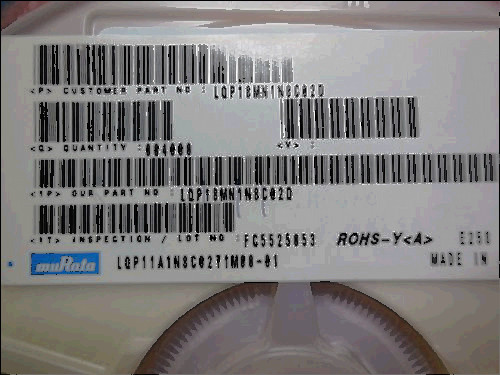 <P> CUSTOMER PART NO : LQP18MN1N8C02D
<Q> QUANTITY : 004000 <V> :
<1P> OUR PART NO : LQP18MN1N8C02D
<1T> INSPECTION / LOT NO : FC5525853 ROHS-Y<A>
muRata LQP11A1N8C0271M00-01 MADE IN